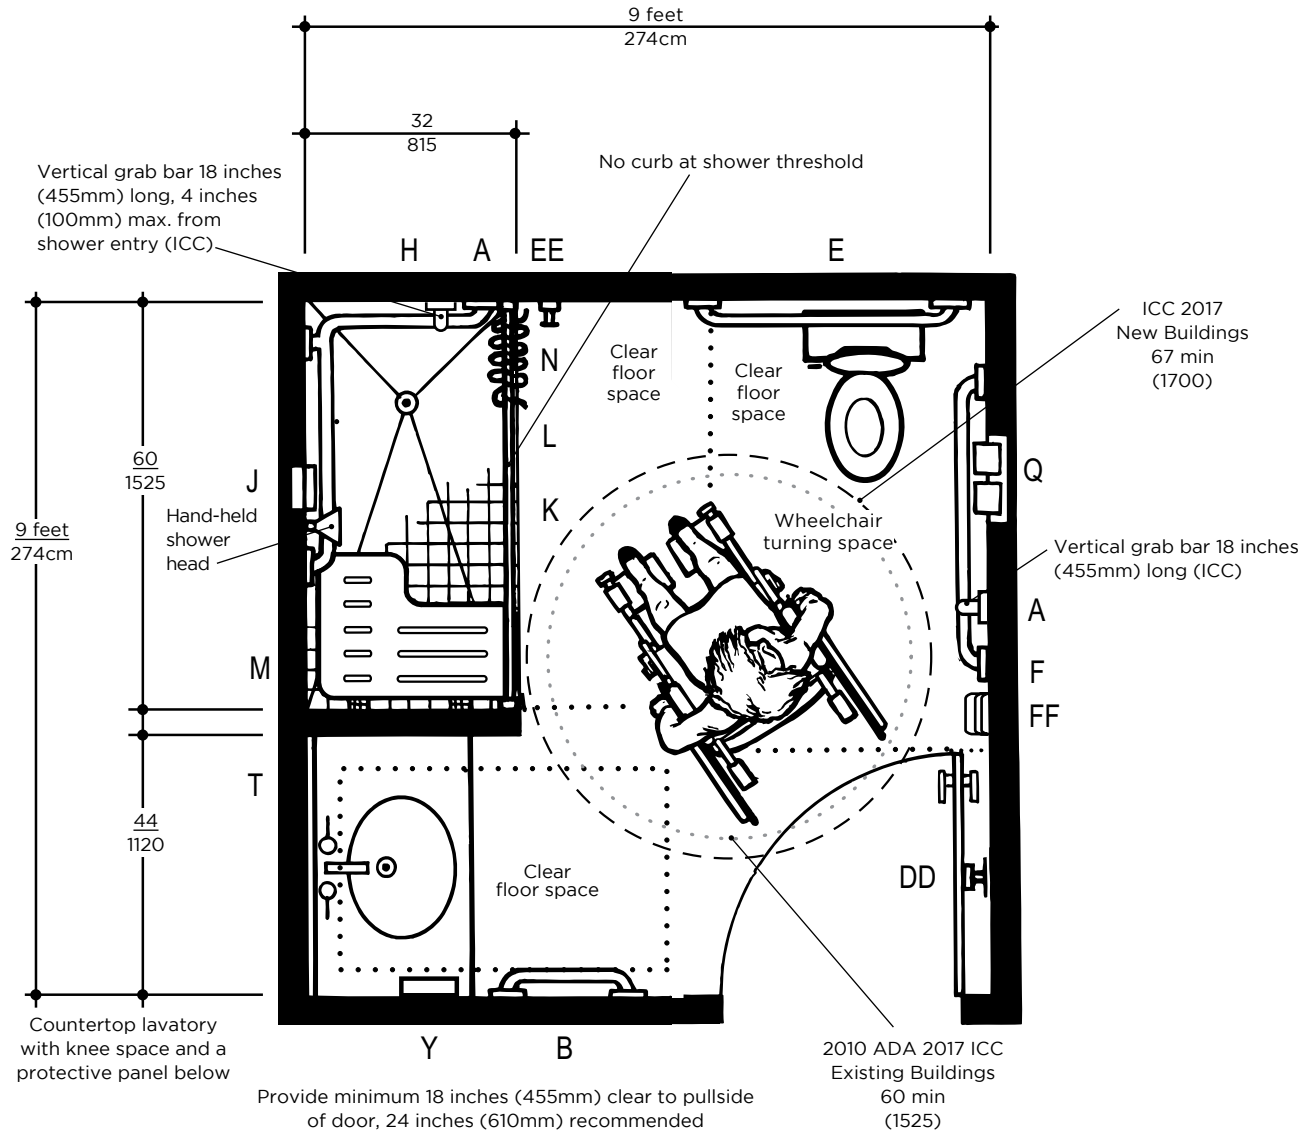 9 feet
274cm
32
815
Vertical grab bar 18 inches
(455mm) long, 4 inches
(100mm) max. from
shower entry (ICC)
No curb at shower threshold
H A EE E
ICC 2017
New Buildings
67 min
(1700)
N
Clear
floor
space
Clear
floor
space
L
60
1525
J
K
Q
Hand-held
shower
head
Wheelchair
turning space
9 feet
274cm
Vertical grab bar 18 inches
(455mm) long (ICC)
A
M
F
FF
T
44
1120
Clear
floor space
DD
Countertop lavatory
with knee space and a
protective panel below
Y B
2010 ADA 2017 ICC
Existing Buildings
60 min
(1525)
Provide minimum 18 inches (455mm) clear to pullside
of door, 24 inches (610mm) recommended